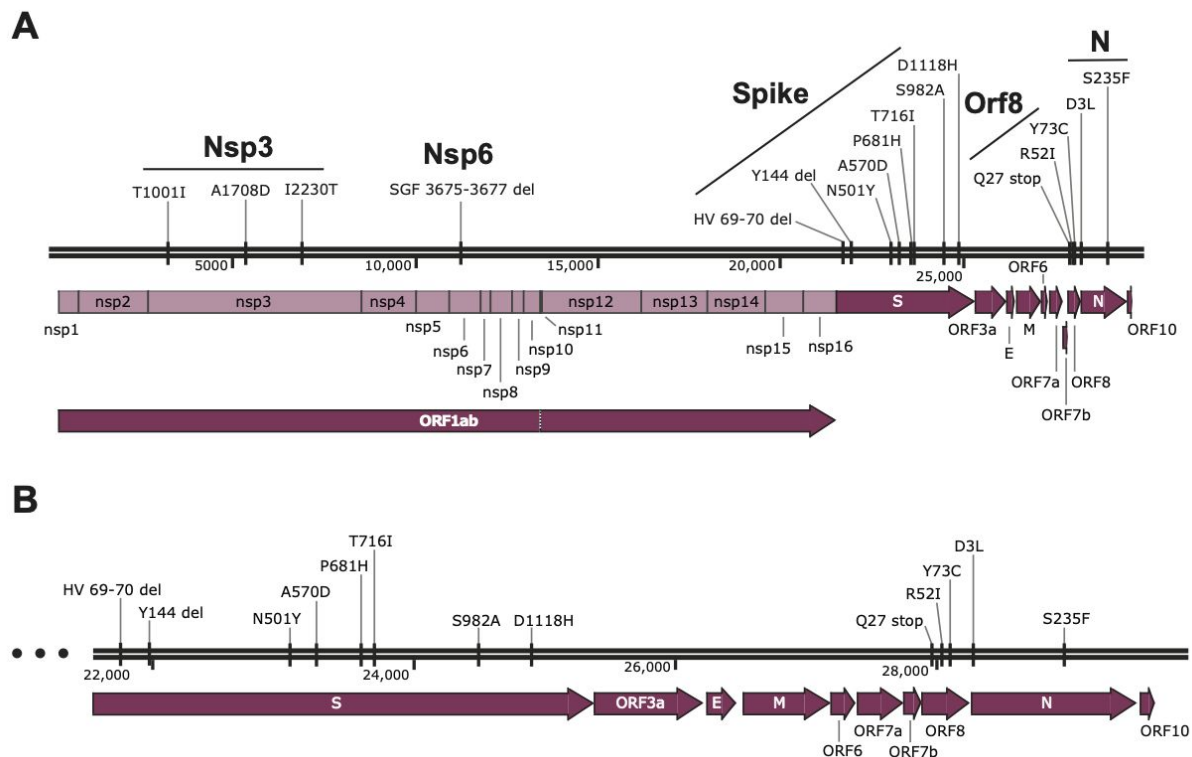 A
N
D1118H
S235F
Spike
S982A
Orf8
T716I
D3L
Nsp3
Nsp6
P681H
Y73C
T1001I
A1708D
I2230T
SGF 3675-3677 del
Y144 del
A570D
R52I
N501Y
Q27 stop
HV 69-70 del
5000
10,000
15,000
20,000
25,000
ORF6
nsp2
nsp3
nsp4
nsp12
nsp13
nsp14
S
N
nsp1
nsp5
nsp11
ORF3a
M
ORF10
nsp6
nsp10
nsp15
nsp16
E
nsp7
nsp9
ORF7a
ORF8
nsp8
ORF7b
ORF1ab
B
T716I
D3L
P681H
Y73C
HV 69-70 del
A570D
R52I
Y144 del
N501Y
S982A
D1118H
Q27 stop
S235F
22,000
24,000
26,000
28,000
S
ORF3a
E
M
N
ORF7a
ORF8
ORF10
ORF6
ORF7b